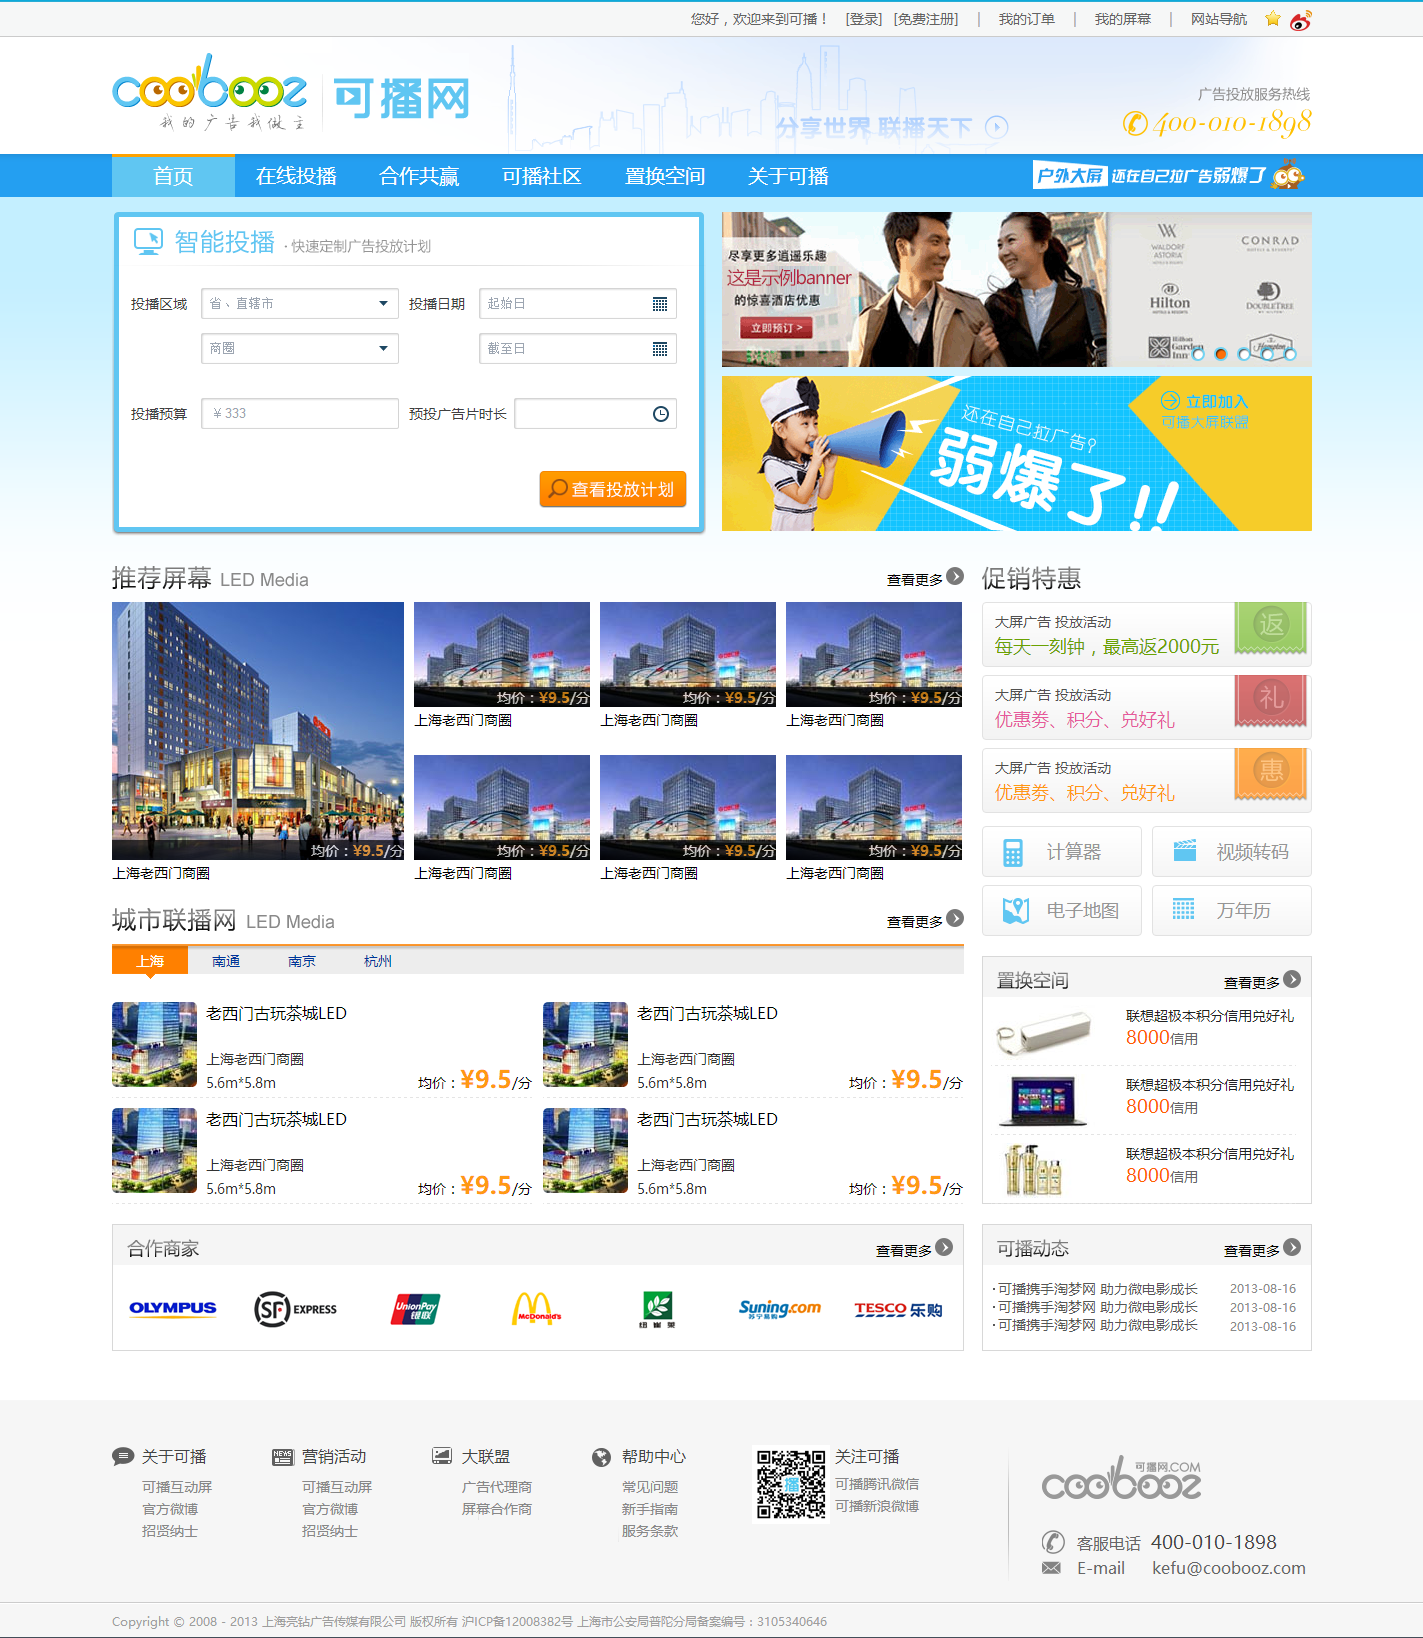 您好，欢迎来到可播！ [登录] [免费注册] | 我的订单 | 我的屏幕 | 网站导航
coobooz 可播网
我的广告我做主
分享世界 联播天下
广告投放服务热线
400-010-1898
首页 在线投播 合作共赢 可播社区 置换空间 关于可播
户外大屏 还在自己拉广告弱爆了
智能投播 ·快速定制广告投放计划
投播区域 省、直辖市 投播日期 起始日
商圈 截至日
投播预算 ¥ 333 预投广告片时长
查看投放计划
尽享更多逍遥乐趣
这是示例banner
的惊喜酒店优惠
立即预订 >
WALDORF ASTORIA
CONRAD
Hilton
DOUBLETREE
Hilton Garden Inn
Hampton
还在自己拉广告?
弱爆了!!
立即加入
可播大屏联盟
推荐屏幕 LED Media 查看更多
均价：¥9.5/分
上海老西门商圈
均价：¥9.5/分
上海老西门商圈
均价：¥9.5/分
上海老西门商圈
均价：¥9.5/分
上海老西门商圈
均价：¥9.5/分
上海老西门商圈
均价：¥9.5/分
上海老西门商圈
均价：¥9.5/分
上海老西门商圈
促销特惠
大屏广告 投放活动
每天一刻钟，最高返2000元
返
大屏广告 投放活动
优惠劵、积分、兑好礼
礼
大屏广告 投放活动
优惠劵、积分、兑好礼
惠
计算器 视频转码
电子地图 万年历
城市联播网 LED Media 查看更多
上海 南通 南京 杭州
老西门古玩茶城LED
上海老西门商圈
5.6m*5.8m 均价：¥9.5/分
老西门古玩茶城LED
上海老西门商圈
5.6m*5.8m 均价：¥9.5/分
老西门古玩茶城LED
上海老西门商圈
5.6m*5.8m 均价：¥9.5/分
老西门古玩茶城LED
上海老西门商圈
5.6m*5.8m 均价：¥9.5/分
置换空间 查看更多
联想超极本积分信用兑好礼
8000信用
联想超极本积分信用兑好礼
8000信用
联想超极本积分信用兑好礼
8000信用
合作商家 查看更多
OLYMPUS
SF EXPRESS
UnionPay 银联
McDonald's
纽崔莱
Suning.com 苏宁易购
TESCO 乐购
可播动态 查看更多
·可播携手淘梦网 助力微电影成长 2013-08-16
·可播携手淘梦网 助力微电影成长 2013-08-16
·可播携手淘梦网 助力微电影成长 2013-08-16
关于可播
可播互动屏
官方微博
招贤纳士
NEWS 营销活动
可播互动屏
官方微博
招贤纳士
大联盟
广告代理商
屏幕合作商
帮助中心
常见问题
新手指南
服务条款
播
关注可播
可播腾讯微信
可播新浪微博
可播网.COM
coobooz
客服电话 400-010-1898
E-mail kefu@coobooz.com
Copyright © 2008 - 2013 上海亮钻广告传媒有限公司 版权所有 沪ICP备12008382号 上海市公安局普陀分局备案编号：3105340646